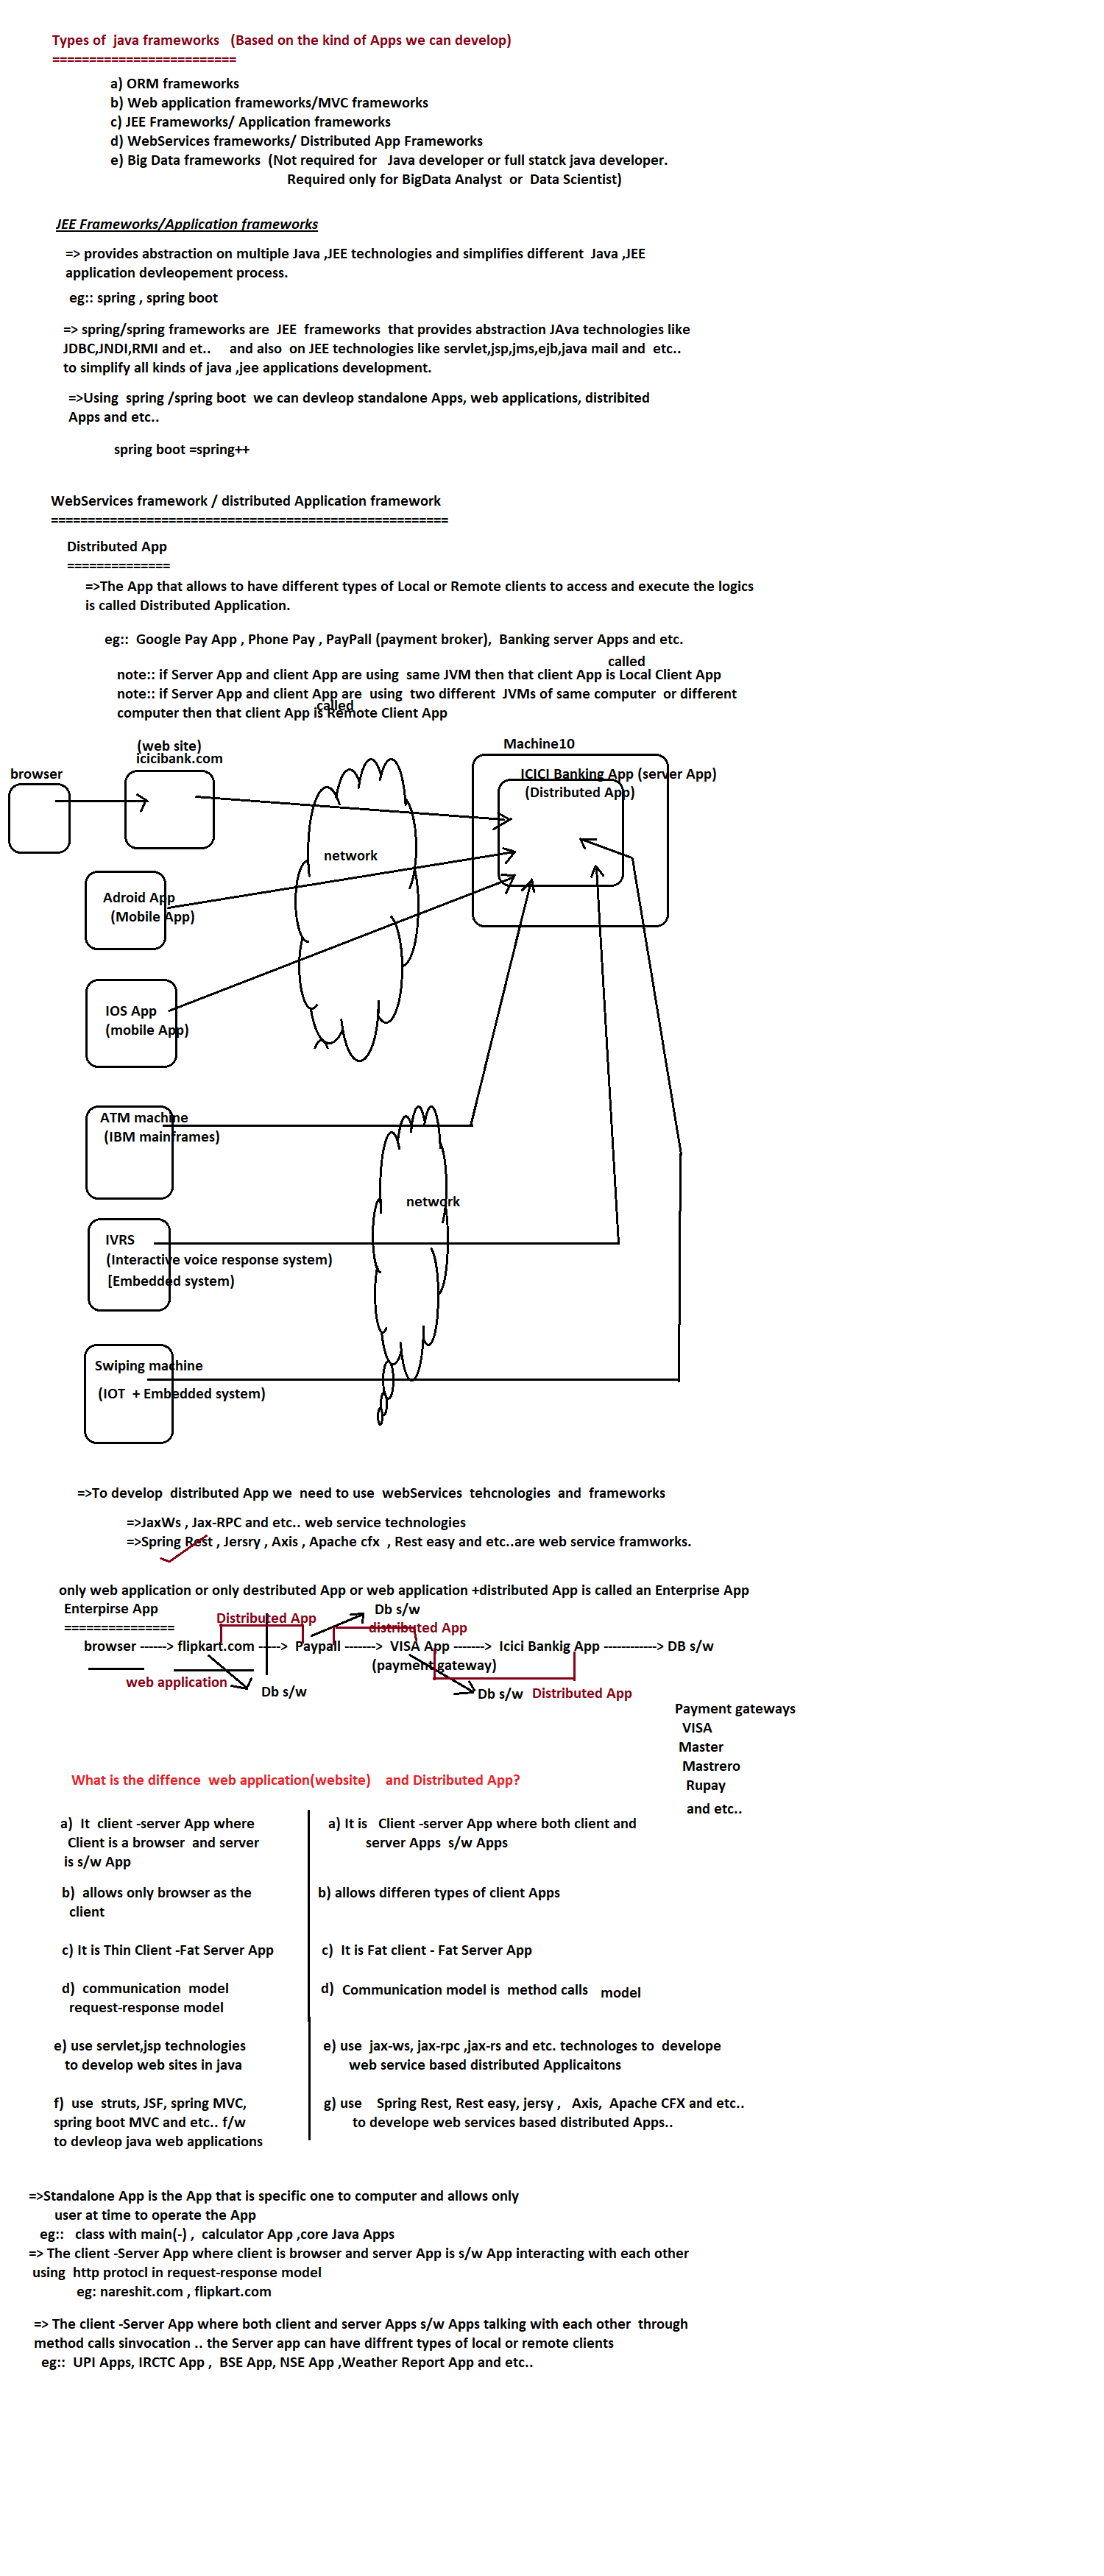 Types of java frameworks (Based on the kind of Apps we can develop)
=========================
a) ORM frameworks
b) Web application frameworks/MVC frameworks
c) JEE Frameworks/ Application frameworks
d) WebServices frameworks/ Distributed App Frameworks
e) Big Data frameworks (Not required for Java developer or full statck java developer.
Required only for BigData Analyst or Data Scientist)
JEE Frameworks/Application frameworks
=> provides abstraction on multiple Java ,JEE technologies and simplifies different Java ,JEE
application devleopement process.
eg:: spring , spring boot
=> spring/spring frameworks are JEE frameworks that provides abstraction JAva technologies like
JDBC,JNDI,RMI and et.. and also on JEE technologies like servlet,jsp,jms,ejb,java mail and etc..
to simplify all kinds of java ,jee applications development.
=>Using spring /spring boot we can devleop standalone Apps, web applications, distribited
Apps and etc..
spring boot =spring++
WebServices framework / distributed Application framework
======================================================
Distributed App
==============
=>The App that allows to have different types of Local or Remote clients to access and execute the logics
is called Distributed Application.
eg:: Google Pay App , Phone Pay , PayPall (payment broker), Banking server Apps and etc.
called
note:: if Server App and client App are using same JVM then that client App is Local Client App
note:: if Server App and client App are using two different JVMs of same computer or different
called
computer then that client App is Remote Client App
(web site)
icicibank.com
Machine10
browser
ICICI Banking App (server App)
(Distributed App)
network
Adroid App
(Mobile App)
IOS App
(mobile App)
ATM machine
(IBM mainframes)
network
IVRS
(Interactive voice response system)
[Embedded system)
Swiping machine
(IOT + Embedded system)
=>To develop distributed App we need to use webServices tehcnologies and frameworks
=>JaxWs , Jax-RPC and etc.. web service technologies
=>Spring Rest , Jersry , Axis , Apache cfx , Rest easy and etc..are web service framworks.
only web application or only destributed App or web application +distributed App is called an Enterprise App
Enterpirse App
===============
Distributed App
Db s/w
distributed App
browser ------> flipkart.com -----> Paypall -------> VISA App -------> Icici Bankig App ------------> DB s/w
(payment gateway)
web application
Db s/w
Db s/w
Distributed App
Payment gateways
VISA
Master
Mastrero
Rupay
and etc..
What is the diffence web application(website) and Distributed App?
a) It client -server App where
Client is a browser and server
is s/w App
a) It is Client -server App where both client and
server Apps s/w Apps
b) allows only browser as the
client
b) allows differen types of client Apps
c) It is Thin Client -Fat Server App
c) It is Fat client - Fat Server App
d) communication model
request-response model
d) Communication model is method calls model
e) use servlet,jsp technologies
to develop web sites in java
e) use jax-ws, jax-rpc ,jax-rs and etc. technologes to develope
web service based distributed Applicaitons
f) use struts, JSF, spring MVC,
spring boot MVC and etc.. f/w
to devleop java web applications
g) use Spring Rest, Rest easy, jersy , Axis, Apache CFX and etc..
to develope web services based distributed Apps..
=>Standalone App is the App that is specific one to computer and allows only
user at time to operate the App
eg:: class with main(-) , calculator App ,core Java Apps
=> The client -Server App where client is browser and server App is s/w App interacting with each other
using http protocl in request-response model
eg: nareshit.com , flipkart.com
=> The client -Server App where both client and server Apps s/w Apps talking with each other through
method calls sinvocation .. the Server app can have diffrent types of local or remote clients
eg:: UPI Apps, IRCTC App , BSE App, NSE App ,Weather Report App and etc..